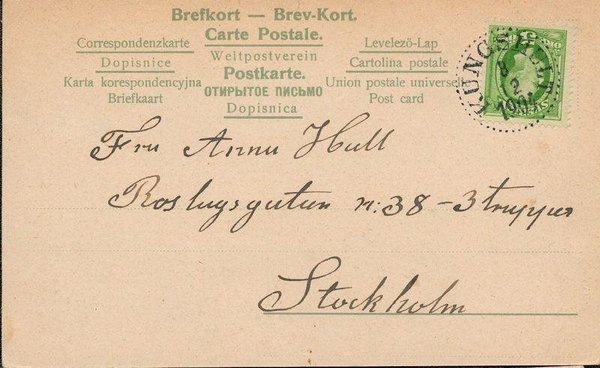 Brefkort — Brev-Kort.
Carte Postale.
Weltpostverein
Postkarte.
ОТКРЫТОЕ ПИСЬМО
Dopisnica
Correspondenzkarte
Dopisnice
Karta korespondencyjna
Briefkaart
Levelező-Lap
Cartolina postale
Union postale universelle
Post card
Fru Anna Hall
Roslagsgatan n: 38 – 3 trappor
Stockholm